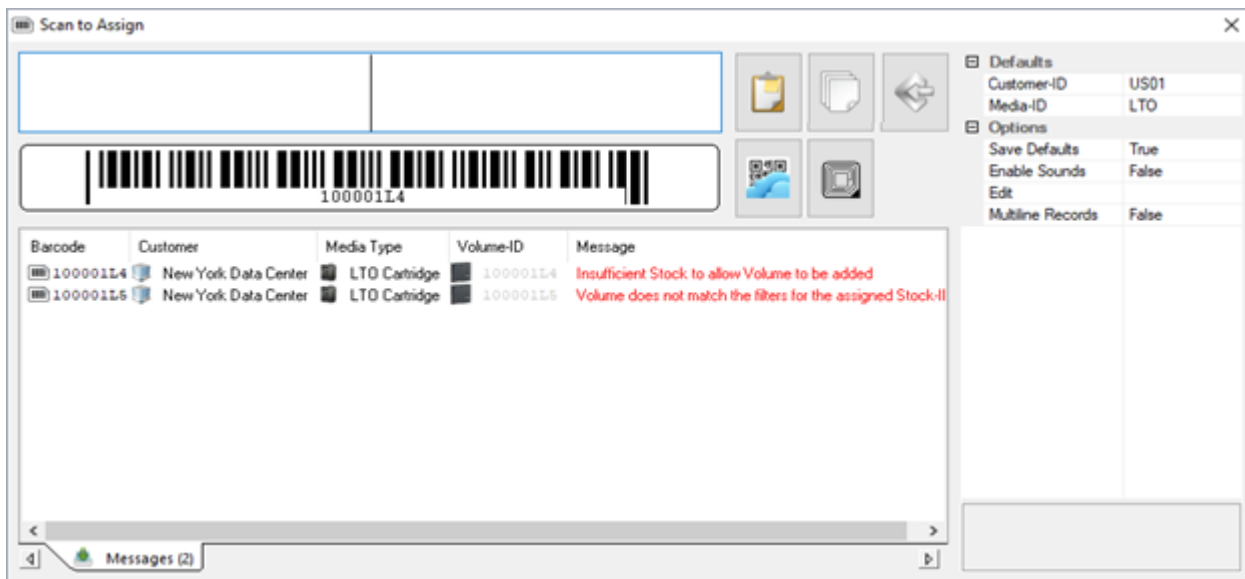 Scan to Assign
Defaults
Customer-ID US01
Media-ID LTO
Options
Save Defaults True
Enable Sounds False
Edit
Multiline Records False
100001L4
Barcode Customer Media Type Volume-ID Message
100001L4 New York Data Center LTO Cartridge 100001L4 Insufficient Stock to allow Volume to be added
100001L5 New York Data Center LTO Cartridge 100001L5 Volume does not match the filters for the assigned Stock-II
Messages (2)